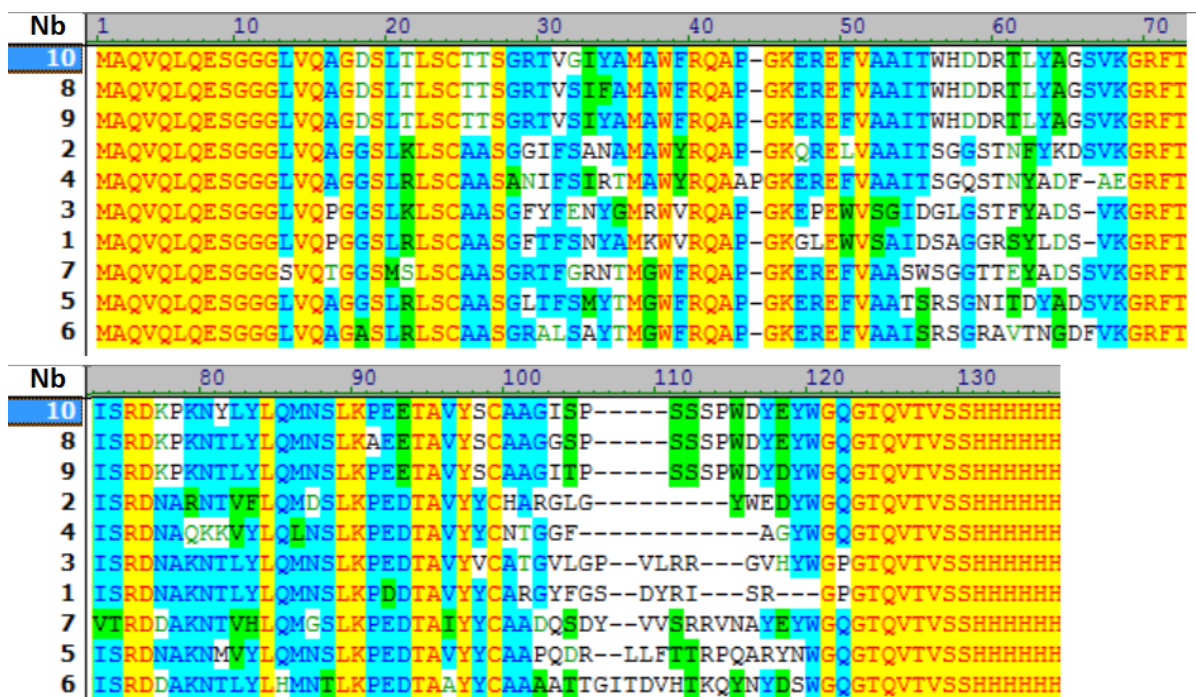 Nb 1 10 20 30 40 50 60 70
10 MAQVQLQESGGGLVQAGDSLTLSCTTSGRTVGIYAMAWFRQAP-GKEREFVAAITWHDDRTLYAGSVKGRFT
8 MAQVQLQESGGGLVQAGDSLTLSCTTSGRTVSIFAMAWFRQAP-GKEREFVAAITWHDDRTLYAGSVKGRFT
9 MAQVQLQESGGGLVQAGDSLTLSCTTSGRTVSIYAMAWFRQAP-GKEREFVAAITWHDDRTLYAGSVKGRFT
2 MAQVQLQESGGGLVQAGGSLKLSCAASGGIFSANAMAWYRQAP-GKQRELVAAITSGGSTNFYKDSVKGRFT
4 MAQVQLQESGGGLVQAGGSLRLSCAASANIFSIRTMAWYRQAAPGKEREFVAAITSGQSTNYADF-AEGRFT
3 MAQVQLQESGGGLVQPGGSLKLSCAASGFYFENYGMRWVRQAP-GKEPEWVSGIDGLGSTFYADS-VKGRFT
1 MAQVQLQESGGGLVQPGGSLRLSCAASGFTFSNYAMKWVRQAP-GKGLEWVSAIDSAGGRSYLDS-VKGRFT
7 MAQVQLQESGGGSVQTGGSMSLSCAASGRTFGRNTMGWFRQAP-GKEREFVAASWSGGTTEYADSSVKGRFT
5 MAQVQLQESGGGLVQAGGSLRLSCAASGLTFSMYTMGWFRQAP-GKEREFVAATSRSGNITDYADSVKGRFT
6 MAQVQLQESGGGLVQAGASLRLSCAASGRALSAYTMGWFRQAP-GKEREFVAAISRSGRAVTNGDFVKGRFT
Nb 80 90 100 110 120 130
10 ISRDKPKNYLYLQMNSLKPEETAVYSCAAGISP-----SSSPWDYEYWGQGTQVTVSSHHHHHH
8 ISRDKPKNTLYLQMNSLKAEETAVYSCAAGGSP-----SSSPWDYEYWGQGTQVTVSSHHHHHH
9 ISRDKPKNTLYLQMNSLKPEETAVYSCAAGITP-----SSSPWDYDYWGQGTQVTVSSHHHHHH
2 ISRDNARNTVFLQMDSLKPEDTAVYYCHARGLG---------YWEDYWGQGTQVTVSSHHHHHH
4 ISRDNAQKKVYLQLNSLKPEDTAVYYCNTGGF------------AGYWGQGTQVTVSSHHHHHH
3 ISRDNAKNTLYLQMNSLKPEDTAVYVCATGVLGP--VLRR---GVHYWGPGTQVTVSSHHHHHH
1 ISRDNAKNTLYLQMNSLKPDDTAVYYCARGYFGS--DYRI---SR---GPGTQVTVSSHHHHHH
7 VTRDDAKNTVHLQMGSLKPEDTAIYYCAADQSDY--VVSRRVNAYEYWGQGTQVTVSSHHHHHH
5 ISRDNAKNMVYLQMNSLKPEDTAVYYCAAPQDR--LLFTTRPQARYNWGQGTQVTVSSHHHHHH
6 ISRDDAKNTLYLHMNTLKPEDTAAYYCAAAATTGITDVHTKQYNYDSWGQGTQVTVSSHHHHHH